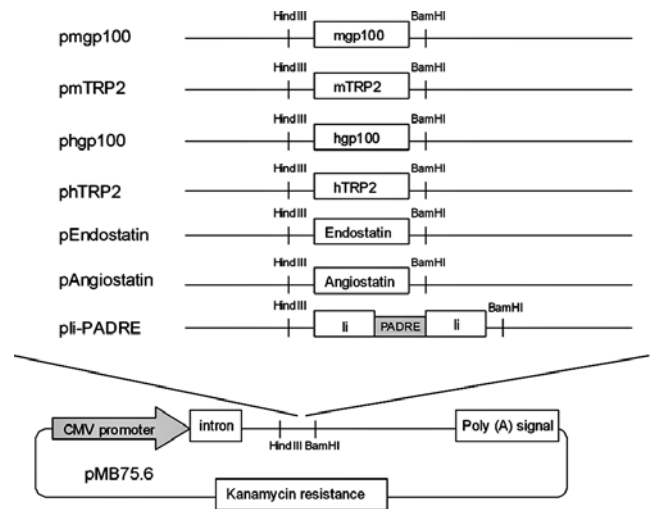 HindIII BamHI
pmgp100 mgp100
HindIII BamHI
pmTRP2 mTRP2
HindIII BamHI
phgp100 hgp100
HindIII BamHI
phTRP2 hTRP2
HindIII BamHI
pEndostatin Endostatin
HindIII BamHI
pAngiostatin Angiostatin
HindIII BamHI
pIi-PADRE Ii PADRE Ii
CMV promoter intron Poly (A) signal
HindIII BamHI
pMB75.6
Kanamycin resistance